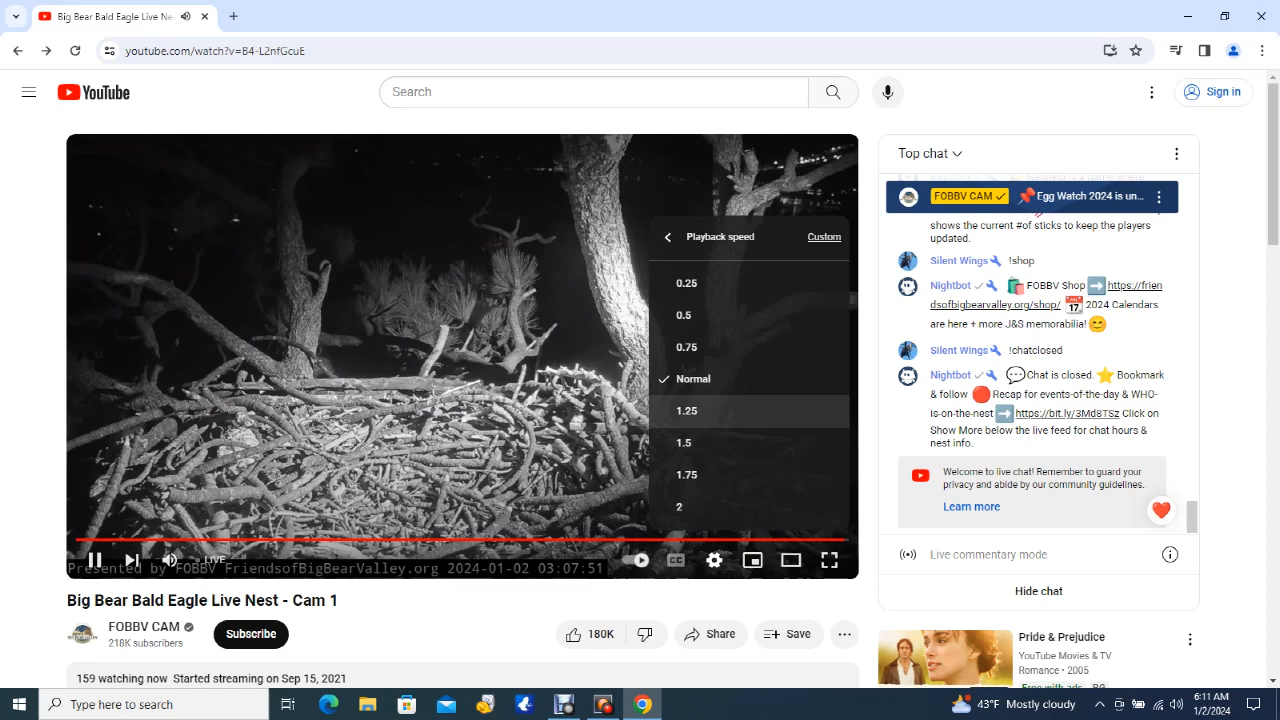 Big Bear Bald Eagle Live Nes
youtube.com/watch?v=B4-L2nfGcuE
YouTube
Search
Sign in
Playback speed
Custom
0.25
0.5
0.75
Normal
1.25
1.5
1.75
2
LIVE
CC
Presented by FOBBV FriendsofBigBearValley.org 2024-01-02 03:07:51
Big Bear Bald Eagle Live Nest - Cam 1
FOBBV CAM
218K subscribers
Subscribe
180K
Share
Save
159 watching now Started streaming on Sep 15, 2021
Top chat
FOBBV CAM Egg Watch 2024 is un...
shows the current #of sticks to keep the players
updated.
Silent Wings !shop
Nightbot FOBBV Shop https://frien
dsofbigbearvalley.org/shop/ 2024 Calendars
are here + more J&S memorabilia!
Silent Wings !chatclosed
Nightbot Chat is closed. Bookmark
& follow Recap for events-of-the-day & WHO-
is-on-the-nest https://bit.ly/3Md8TSz Click on
Show More below the live feed for chat hours &
nest info.
Welcome to live chat! Remember to guard your
privacy and abide by our community guidelines.
Learn more
Live commentary mode
Hide chat
Pride & Prejudice
YouTube Movies & TV
Romance • 2005
Free with ads PG
Type here to search
43°F Mostly cloudy
6:11 AM
1/2/2024